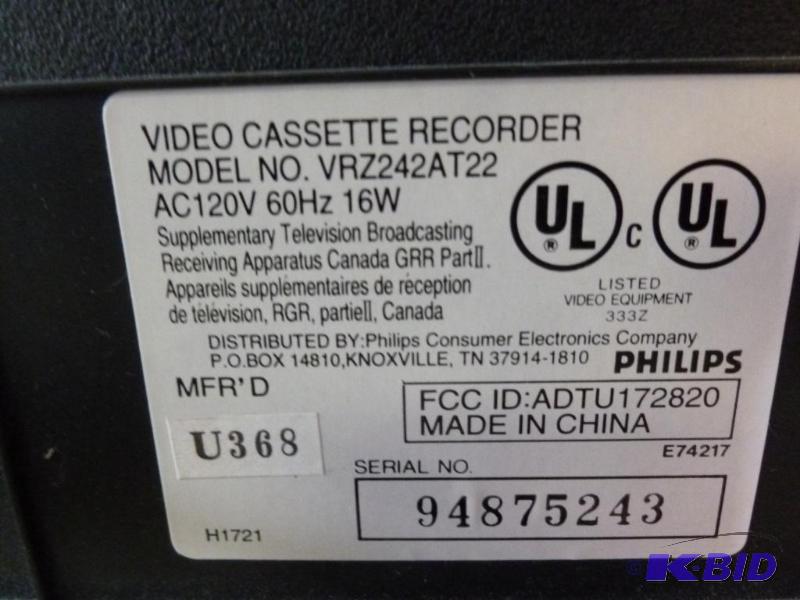 VIDEO CASSETTE RECORDER
MODEL NO. VRZ242AT22
AC120V 60Hz 16W
Supplementary Television Broadcasting
Receiving Apparatus Canada GRR PartⅡ.
Appareils supplémentaires de réception
de télévision, RGR, partieⅡ, Canada
UL ® C UL ®
LISTED
VIDEO EQUIPMENT
333Z
DISTRIBUTED BY:Philips Consumer Electronics Company
P.O.BOX 14810,KNOXVILLE, TN 37914-1810
PHILIPS
MFR'D
U368
FCC ID:ADTU172820
MADE IN CHINA
E74217
SERIAL NO.
94875243
H1721
© K-BID